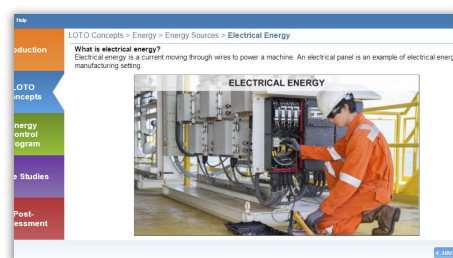 Help
LOTO Concepts > Energy > Energy Sources > Electrical Energy
What is electrical energy?
Electrical energy is a current moving through wires to power a machine. An electrical panel is an example of electrical energ
manufacturing setting.
ELECTRICAL ENERGY
oduction
LOTO
ncepts
nergy
ontrol
ogram
e Studies
Post-
essment